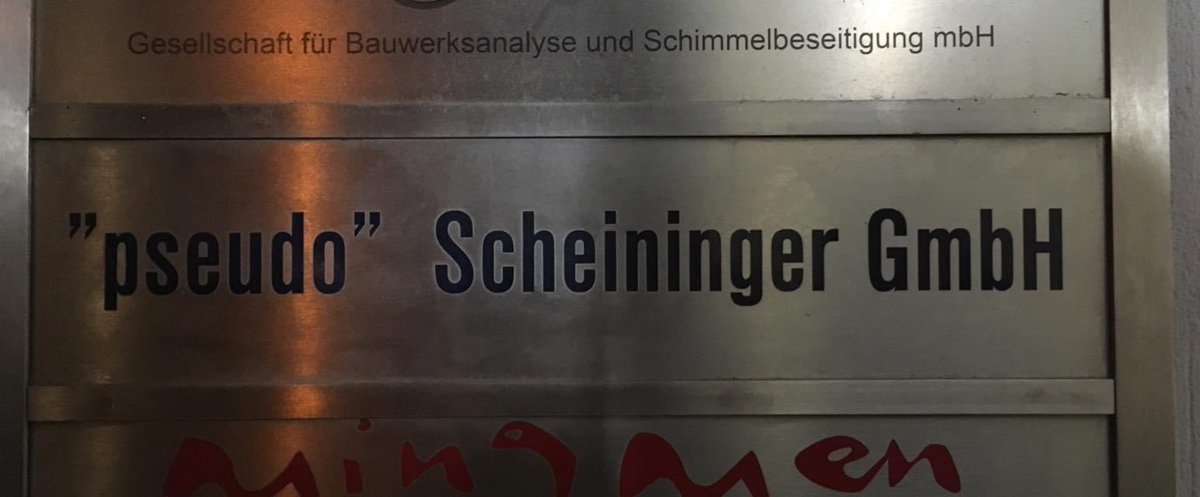 Gesellschaft für Bauwerksanalyse und Schimmelbeseitigung mbH
”pseudo” Scheininger GmbH